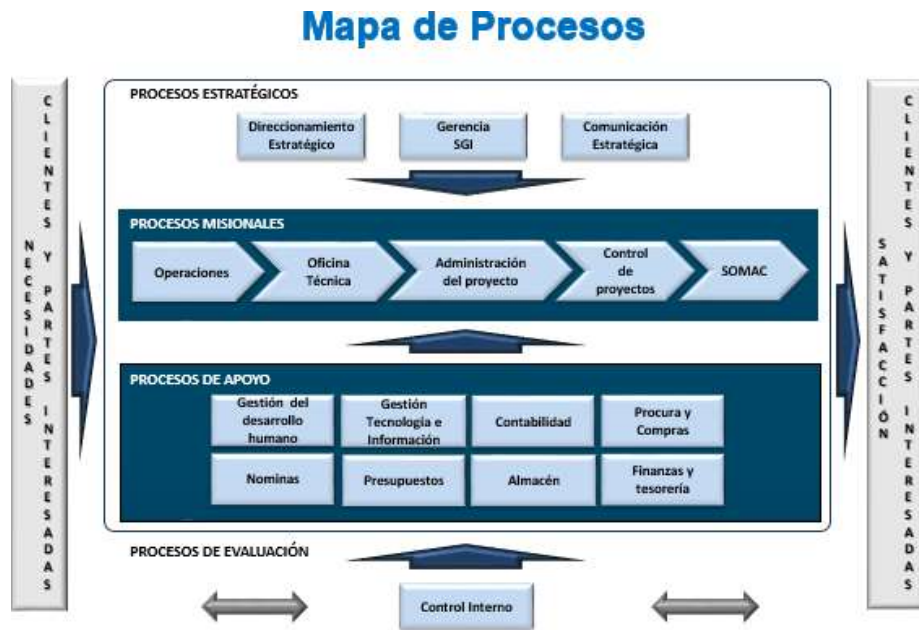 Mapa de Procesos
CLIENTES Y PARTES INTERESADAS
NECESIDADES
PROCESOS ESTRATÉGICOS
Direccionamiento
Estratégico
Gerencia
SGI
Comunicación
Estratégica
PROCESOS MISIONALES
Operaciones
Oficina
Técnica
Administración
del proyecto
Control
de
proyectos
SOMAC
PROCESOS DE APOYO
Gestión del
desarrollo
humano
Gestión
Tecnología e
Información
Contabilidad
Procura y
Compras
Nominas
Presupuestos
Almacén
Finanzas y
tesorería
PROCESOS DE EVALUACIÓN
Control Interno
SATISFACCIÓN
CLIENTES Y PARTES INTERESADAS